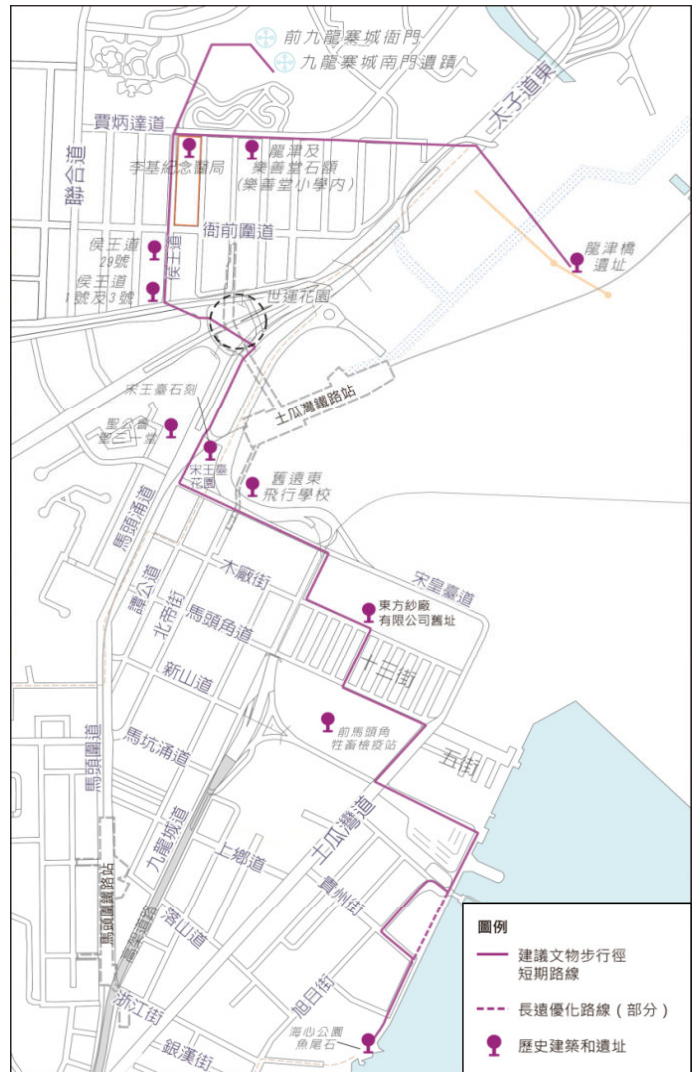 前九龍寨城衙門
九龍寨城南門遺蹟
太子道東
賈炳達道
聯合道
李基紀念醫局
龍津及
樂善堂石額
(樂善堂小學內)
衙前圍道
侯王道
侯王道
29號
侯王道
1號及3號
龍津橋
遺址
世運花園
宋王臺石刻
土瓜灣鐵路站
聖公會
聖三一堂
宋王臺
花園
舊遠東
飛行學校
馬頭涌道
譚公道
北帝街
木廠街
宋皇臺道
馬頭角道
東方紗廠
有限公司舊址
十三街
新山道
前馬頭角
牲畜檢疫站
五街
馬坑涌道
馬頭圍道
九龍城道
土瓜灣道
上鄉道
貴州街
馬頭圍鐵路站
高架道路
落山道
旭日街
浙江街
銀漢街
海心公園
魚尾石
圖例
建議文物步行徑
短期路線
長遠優化路線（部分）
歷史建築和遺址